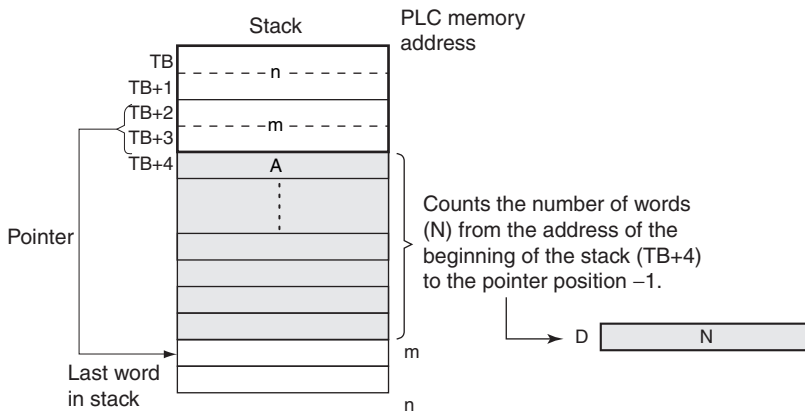 Stack
PLC memory
address
TB
n
TB+1
TB+2
m
TB+3
TB+4
A
Pointer
Counts the number of words
(N) from the address of the
beginning of the stack (TB+4)
to the pointer position −1.
D
N
m
Last word
in stack
n